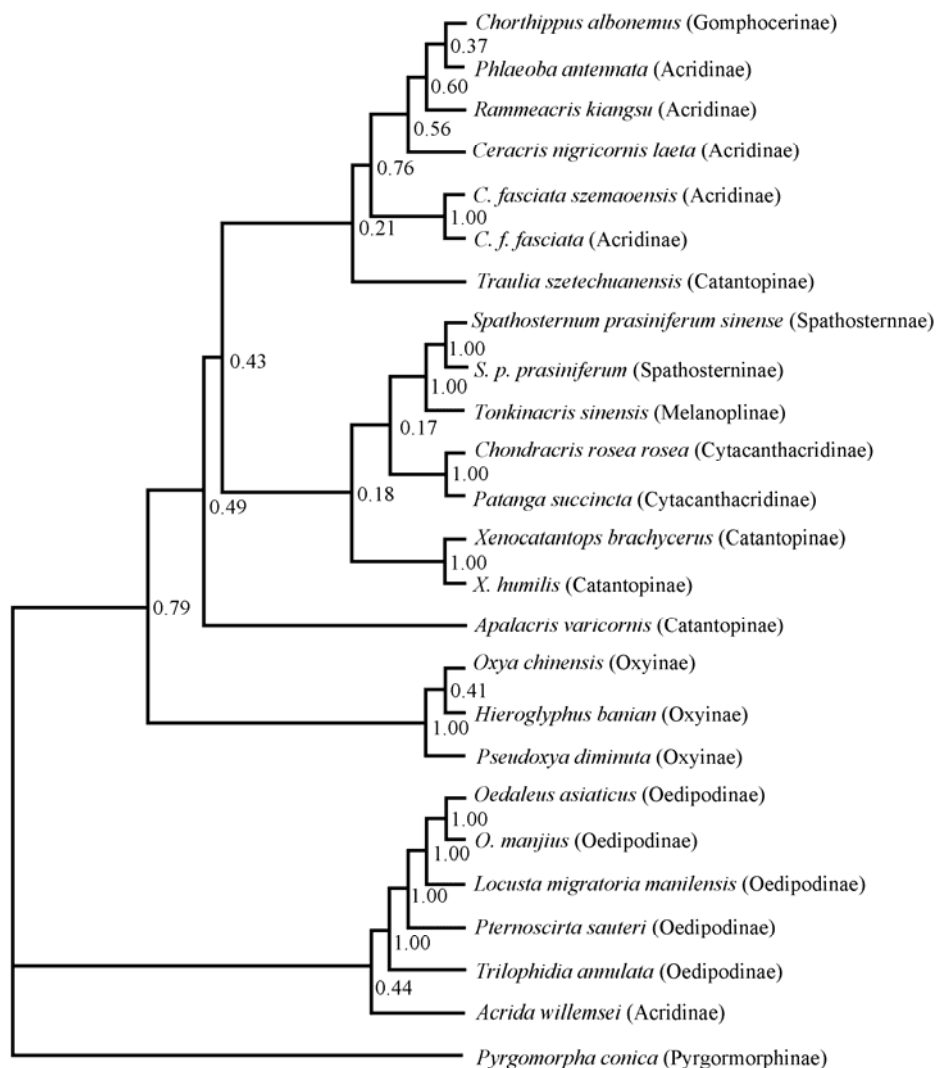 Chorthippus albonemus (Gomphocerinae)
0.37
Phlaeoba antennata (Acridinae)
0.60
Rammeacris kiangsu (Acridinae)
0.56
Ceracris nigricornis laeta (Acridinae)
0.76
C. fasciata szemaoensis (Acridinae)
1.00
0.21
C. f. fasciata (Acridinae)
Traulia szetechuanensis (Catantopinae)
Spathosternum prasiniferum sinense (Spathosternnae)
1.00
0.43
S. p. prasiniferum (Spathosterninae)
1.00
Tonkinacris sinensis (Melanoplinae)
0.17
Chondracris rosea rosea (Cytacanthacridinae)
1.00
0.18
Patanga succincta (Cytacanthacridinae)
0.49
Xenocatantops brachycerus (Catantopinae)
1.00
X. humilis (Catantopinae)
0.79
Apalacris varicornis (Catantopinae)
Oxya chinensis (Oxyinae)
0.41
Hieroglyphus banian (Oxyinae)
1.00
Pseudoxya diminuta (Oxyinae)
Oedaleus asiaticus (Oedipodinae)
1.00
O. manjius (Oedipodinae)
1.00
Locusta migratoria manilensis (Oedipodinae)
1.00
Pternoscirta sauteri (Oedipodinae)
1.00
Trilophidia annulata (Oedipodinae)
0.44
Acrida willemsei (Acridinae)
Pyrgomorpha conica (Pyrgormorphinae)